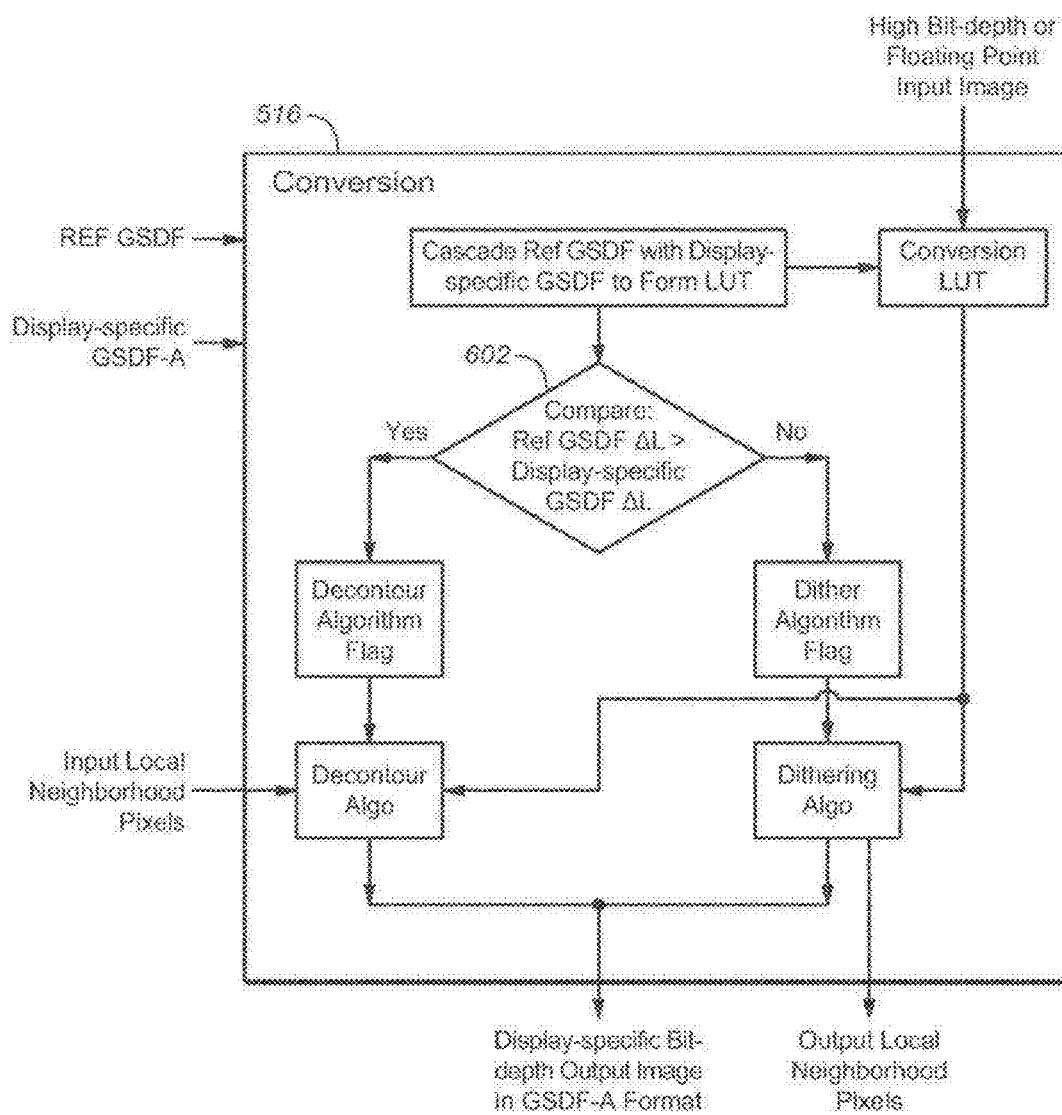 High Bit-depth or
Floating Point
Input Image
516
Conversion
REF GSDF
Display-specific
GSDF-A
Cascade Ref GSDF with Display-
specific GSDF to Form LUT
Conversion
LUT
602
Compare:
Ref GSDF ΔL >
Display-specific
GSDF ΔL
Yes
No
Decontour
Algorithm
Flag
Dither
Algorithm
Flag
Input Local
Neighborhood
Pixels
Decontour
Algo
Dithering
Algo
Display-specific Bit-
depth Output Image
in GSDF-A Format
Output Local
Neighborhood
Pixels